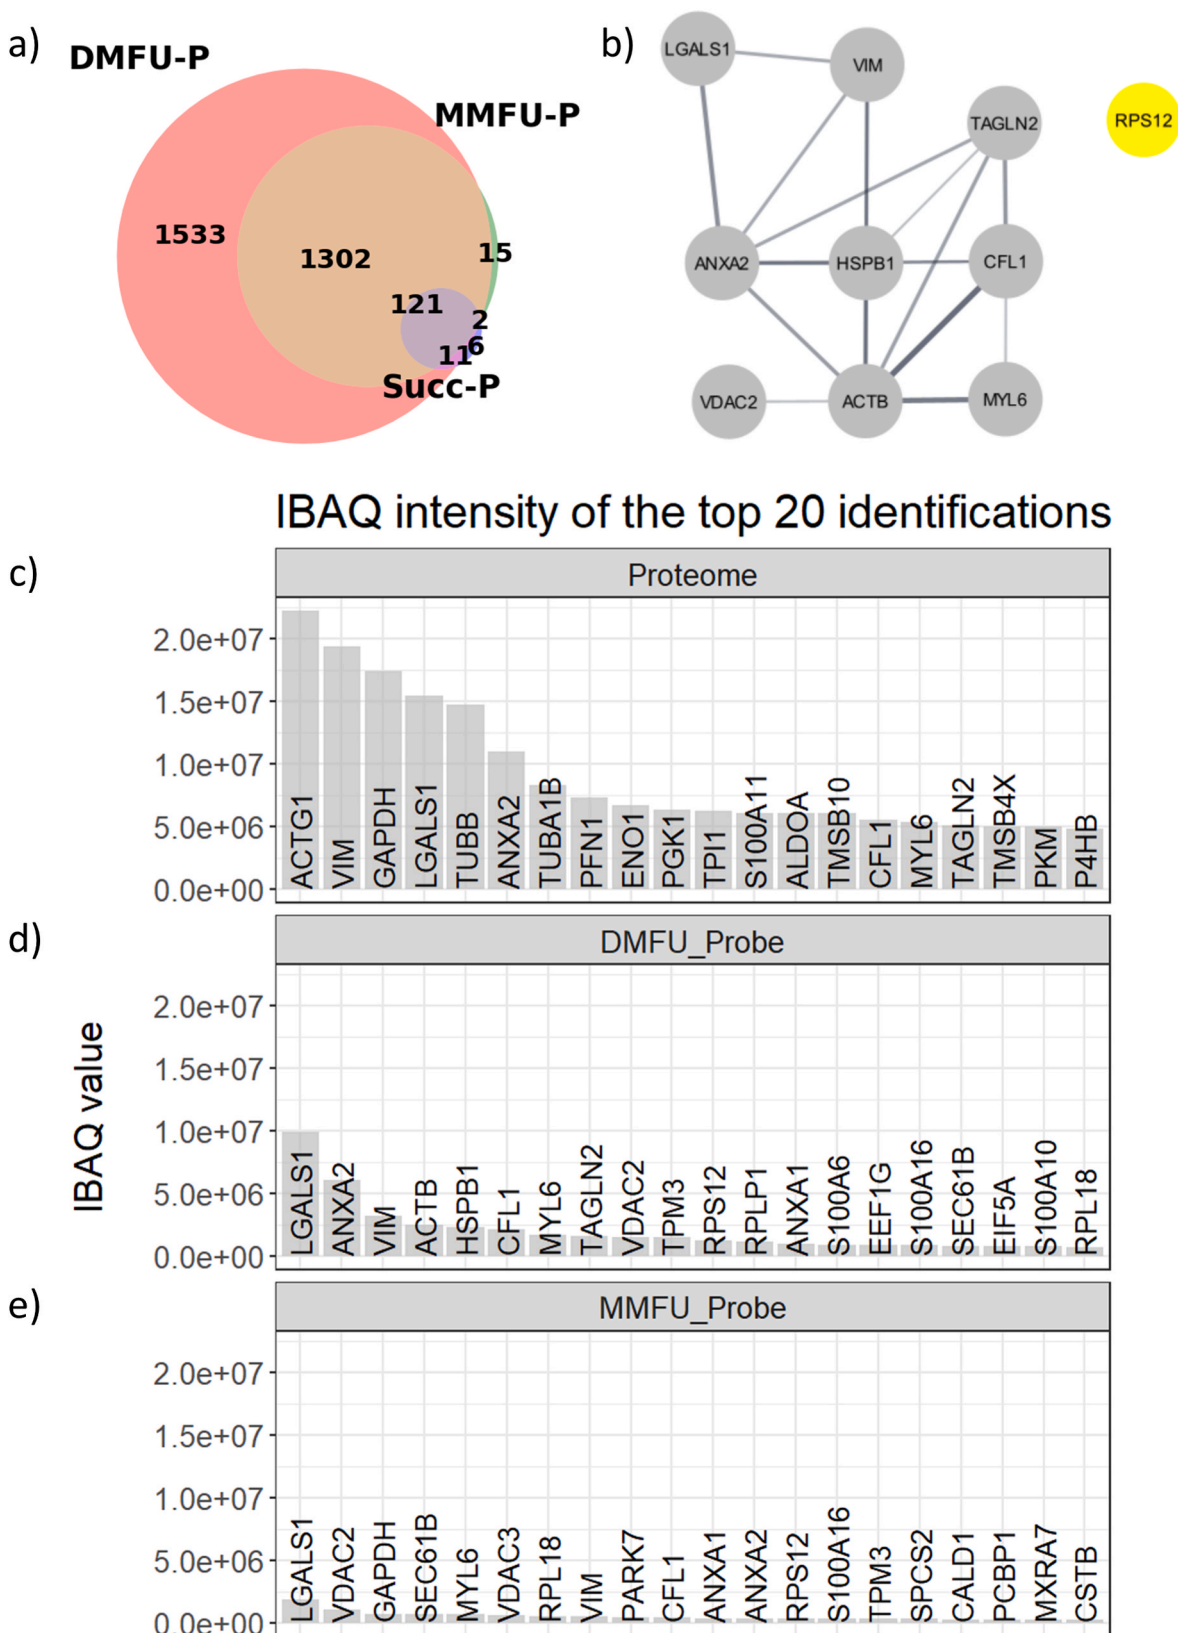 a)
DMFU-P
MMFU-P
1533
1302
15
121
2
6
11
Succ-P
b)
LGALS1
VIM
TAGLN2
RPS12
ANXA2
HSPB1
CFL1
VDAC2
ACTB
MYL6
IBAQ intensity of the top 20 identifications
c)
Proteome
2.0e+07
1.5e+07
1.0e+07
5.0e+06
0.0e+00
ACTG1
VIM
GAPDH
LGALS1
TUBB
ANXA2
TUBA1B
PFN1
ENO1
PGK1
TPI1
S100A11
ALDOA
TMSB10
CFL1
MYL6
TAGLN2
TMSB4X
PKM
P4HB
d)
DMFU_Probe
IBAQ value
2.0e+07
1.5e+07
1.0e+07
5.0e+06
0.0e+00
LGALS1
ANXA2
VIM
ACTB
HSPB1
CFL1
MYL6
TAGLN2
VDAC2
TPM3
RPS12
RPLP1
ANXA1
S100A6
EEF1G
S100A16
SEC61B
EIF5A
S100A10
RPL18
e)
MMFU_Probe
2.0e+07
1.5e+07
1.0e+07
5.0e+06
0.0e+00
LGALS1
VDAC2
GAPDH
SEC61B
MYL6
VDAC3
RPL18
VIM
PARK7
CFL1
ANXA1
ANXA2
RPS12
S100A16
TPM3
SPCS2
CALD1
PCBP1
MXRA7
CSTB